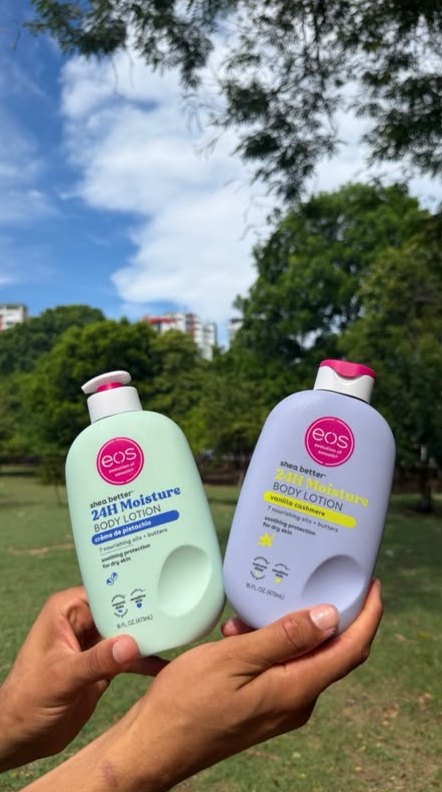 eos
evolution of
smooth®
shea better™
24H Moisture
BODY LOTION
crème de pistachio
7 nourishing oils + butters
soothing protection
for dry skin
16 FL OZ (473mL)
eos
evolution of
smooth®
shea better™
24H Moisture
BODY LOTION
vanilla cashmere
7 nourishing oils + butters
soothing protection
for dry skin
16 FL OZ (473mL)